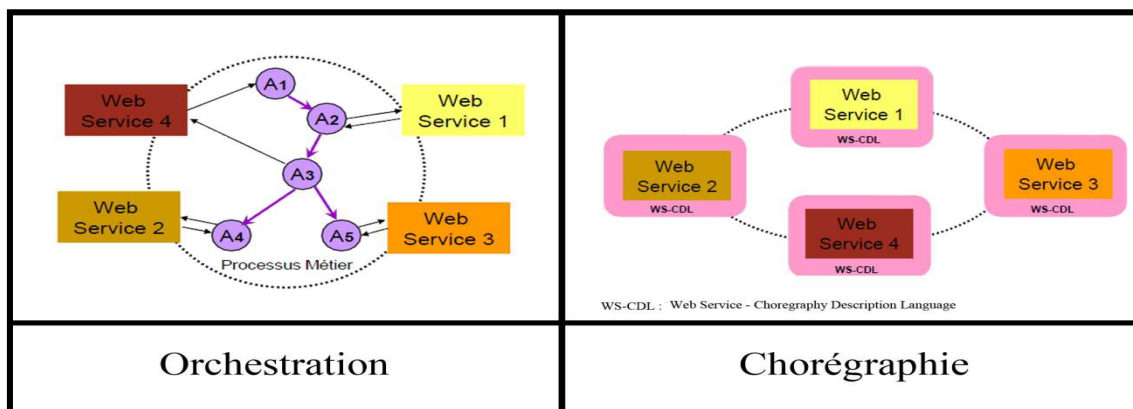 A1
Web
Service 4
A2
Web
Service 1
A3
Web
Service 2
A4
A5
Web
Service 3
Processus Métier
Web
Service 1
WS-CDL
Web
Service 2
WS-CDL
Web
Service 3
WS-CDL
Web
Service 4
WS-CDL
WS-CDL : Web Service - Choregraphy Description Language
Orchestration
Chorégraphie